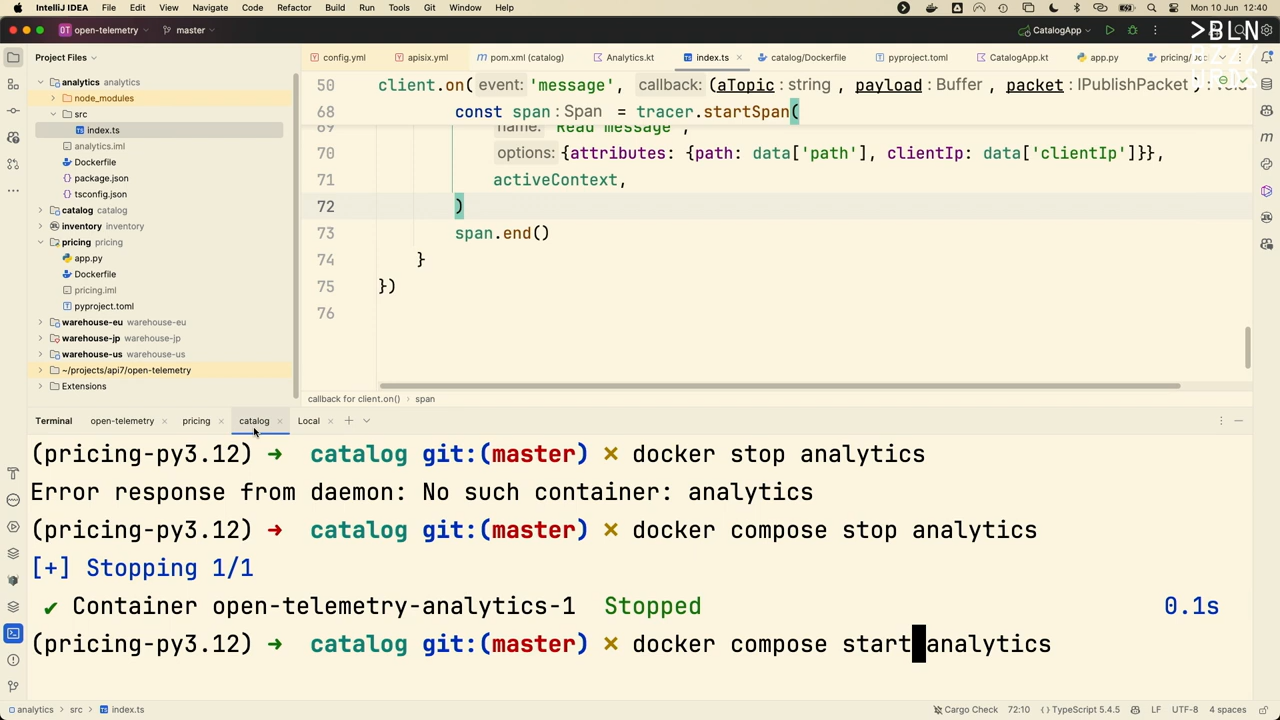 IntelliJ IDEA File Edit View Navigate Code Refactor Build Run Tools Git Window Help Mon 10 Jun 12:40
OT open-telemetry master CatalogApp >BLN
Project Files config.yml apisix.yml pom.xml (catalog) Analytics.kt index.ts catalog/Dockerfile pyproject.toml CatalogApp.kt app.py pricing/
analytics analytics
node_modules
src
index.ts
analytics.iml
Dockerfile
package.json
tsconfig.json
catalog catalog
inventory inventory
pricing pricing
app.py
Dockerfile
pricing.iml
pyproject.toml
warehouse-eu warehouse-eu
warehouse-jp warehouse-jp
warehouse-us warehouse-us
~/projects/api7/open-telemetry
Extensions
50 client.on( event: 'message', callback: (aTopic : string , payload : Buffer , packet : IPublishPacket )
68 const span : Span = tracer.startSpan(
69 name: 'Read message',
70 options: {attributes: {path: data['path'], clientIp: data['clientIp']}},
71 activeContext,
72 )
73 span.end()
74 }
75 })
76
callback for client.on() span
Terminal open-telemetry pricing catalog Local
(pricing-py3.12) ➜ catalog git:(master) ✗ docker stop analytics
Error response from daemon: No such container: analytics
(pricing-py3.12) ➜ catalog git:(master) ✗ docker compose stop analytics
[+] Stopping 1/1
✔ Container open-telemetry-analytics-1 Stopped 0.1s
(pricing-py3.12) ➜ catalog git:(master) ✗ docker compose start analytics
analytics src index.ts Cargo Check 72:10 TypeScript 5.4.5 LF UTF-8 4 spaces